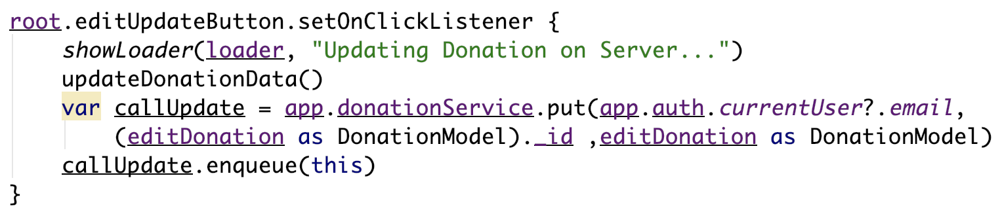 root.editUpdateButton.setOnClickListener {
showLoader(loader, "Updating Donation on Server...")
updateDonationData()
var callUpdate = app.donationService.put(app.auth.currentUser?.email,
(editDonation as DonationModel)._id ,editDonation as DonationModel)
callUpdate.enqueue(this)
}